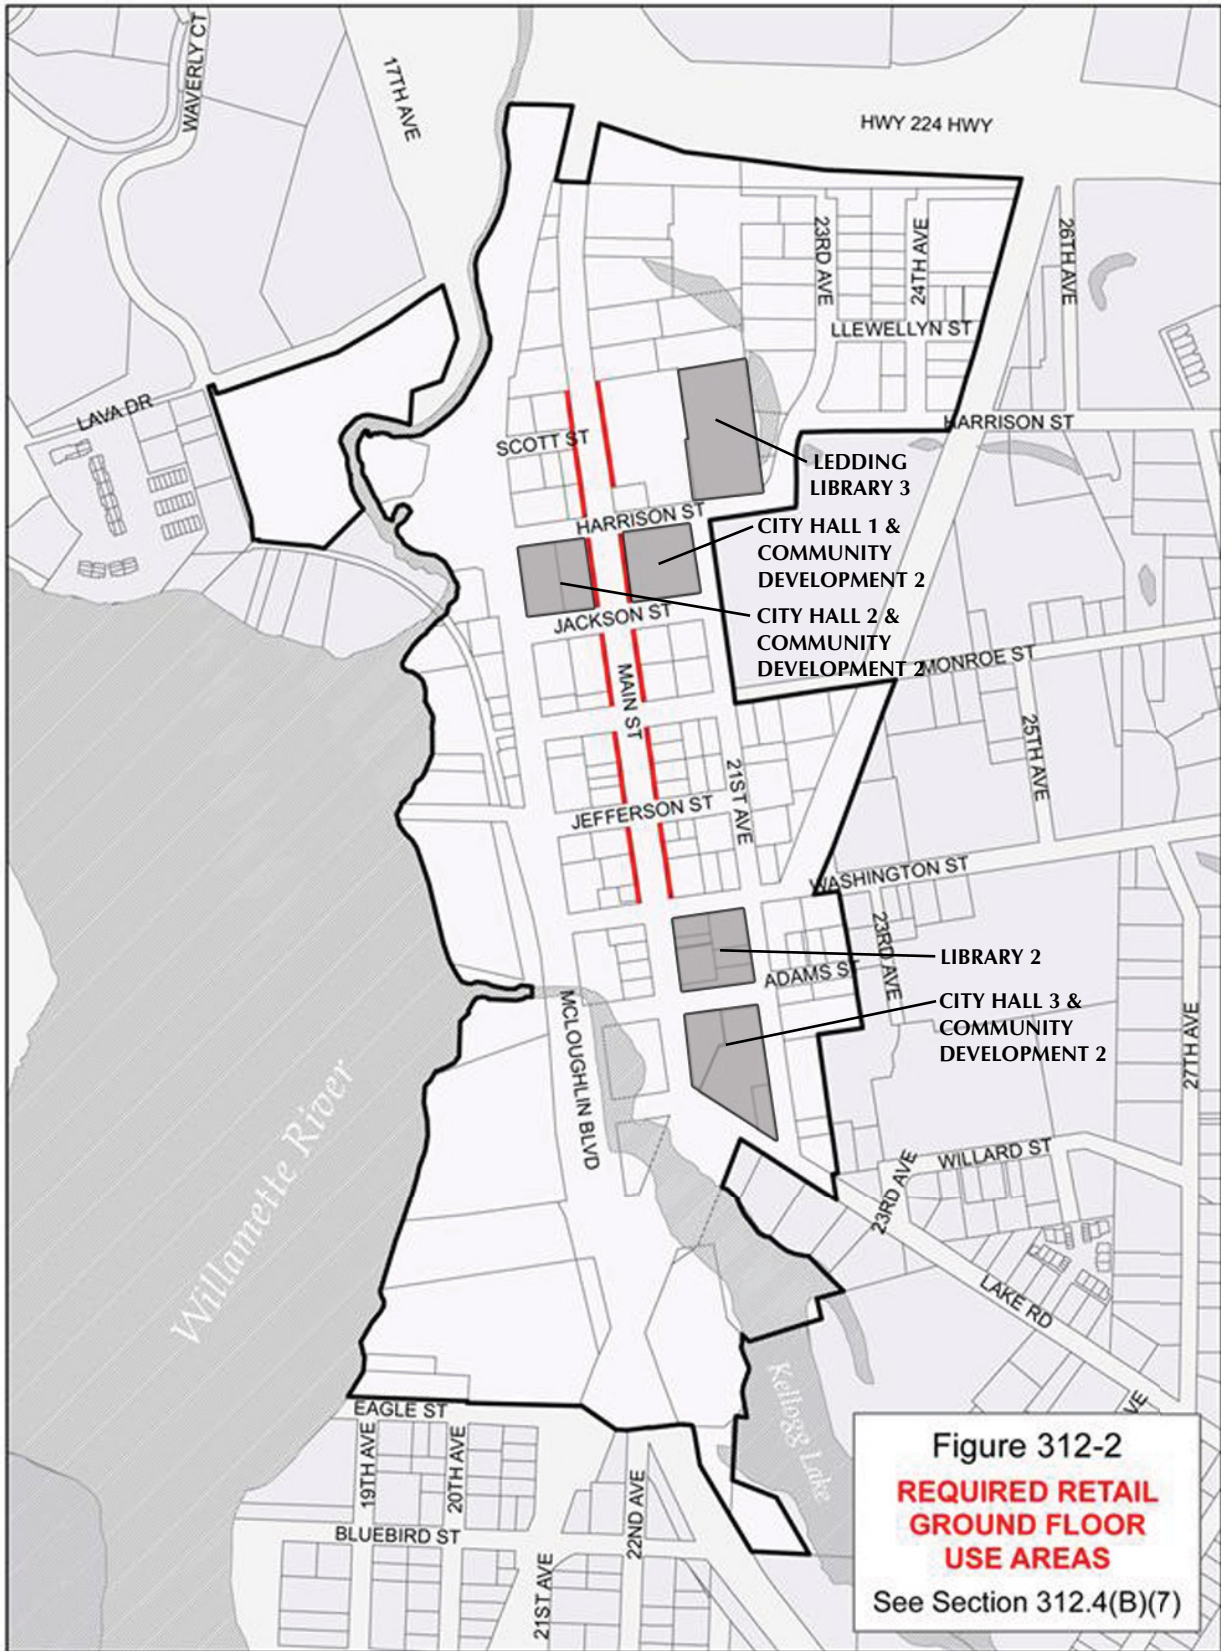 WAVERLY CT
17TH AVE
HWY 224 HWY
23RD AVE
24TH AVE
26TH AVE
LLEWELLYN ST
LAVA DR
HARRISON ST
SCOTT ST
LEDDING
LIBRARY 3
HARRISON ST
CITY HALL 1 &
COMMUNITY
DEVELOPMENT 2
JACKSON ST
CITY HALL 2 &
COMMUNITY
DEVELOPMENT 2
MONROE ST
MAIN ST
25TH AVE
21ST AVE
JEFFERSON ST
WASHINGTON ST
23RD AVE
LIBRARY 2
ADAMS ST
CITY HALL 3 &
COMMUNITY
DEVELOPMENT 2
MCLOUGHLIN BLVD
27TH AVE
Willamette River
WILLARD ST
23RD AVE
LAKE RD
Kellogg Lake
AVE
EAGLE ST
19TH AVE
20TH AVE
22ND AVE
BLUEBIRD ST
21ST AVE
Figure 312-2
REQUIRED RETAIL
GROUND FLOOR
USE AREAS
See Section 312.4(B)(7)